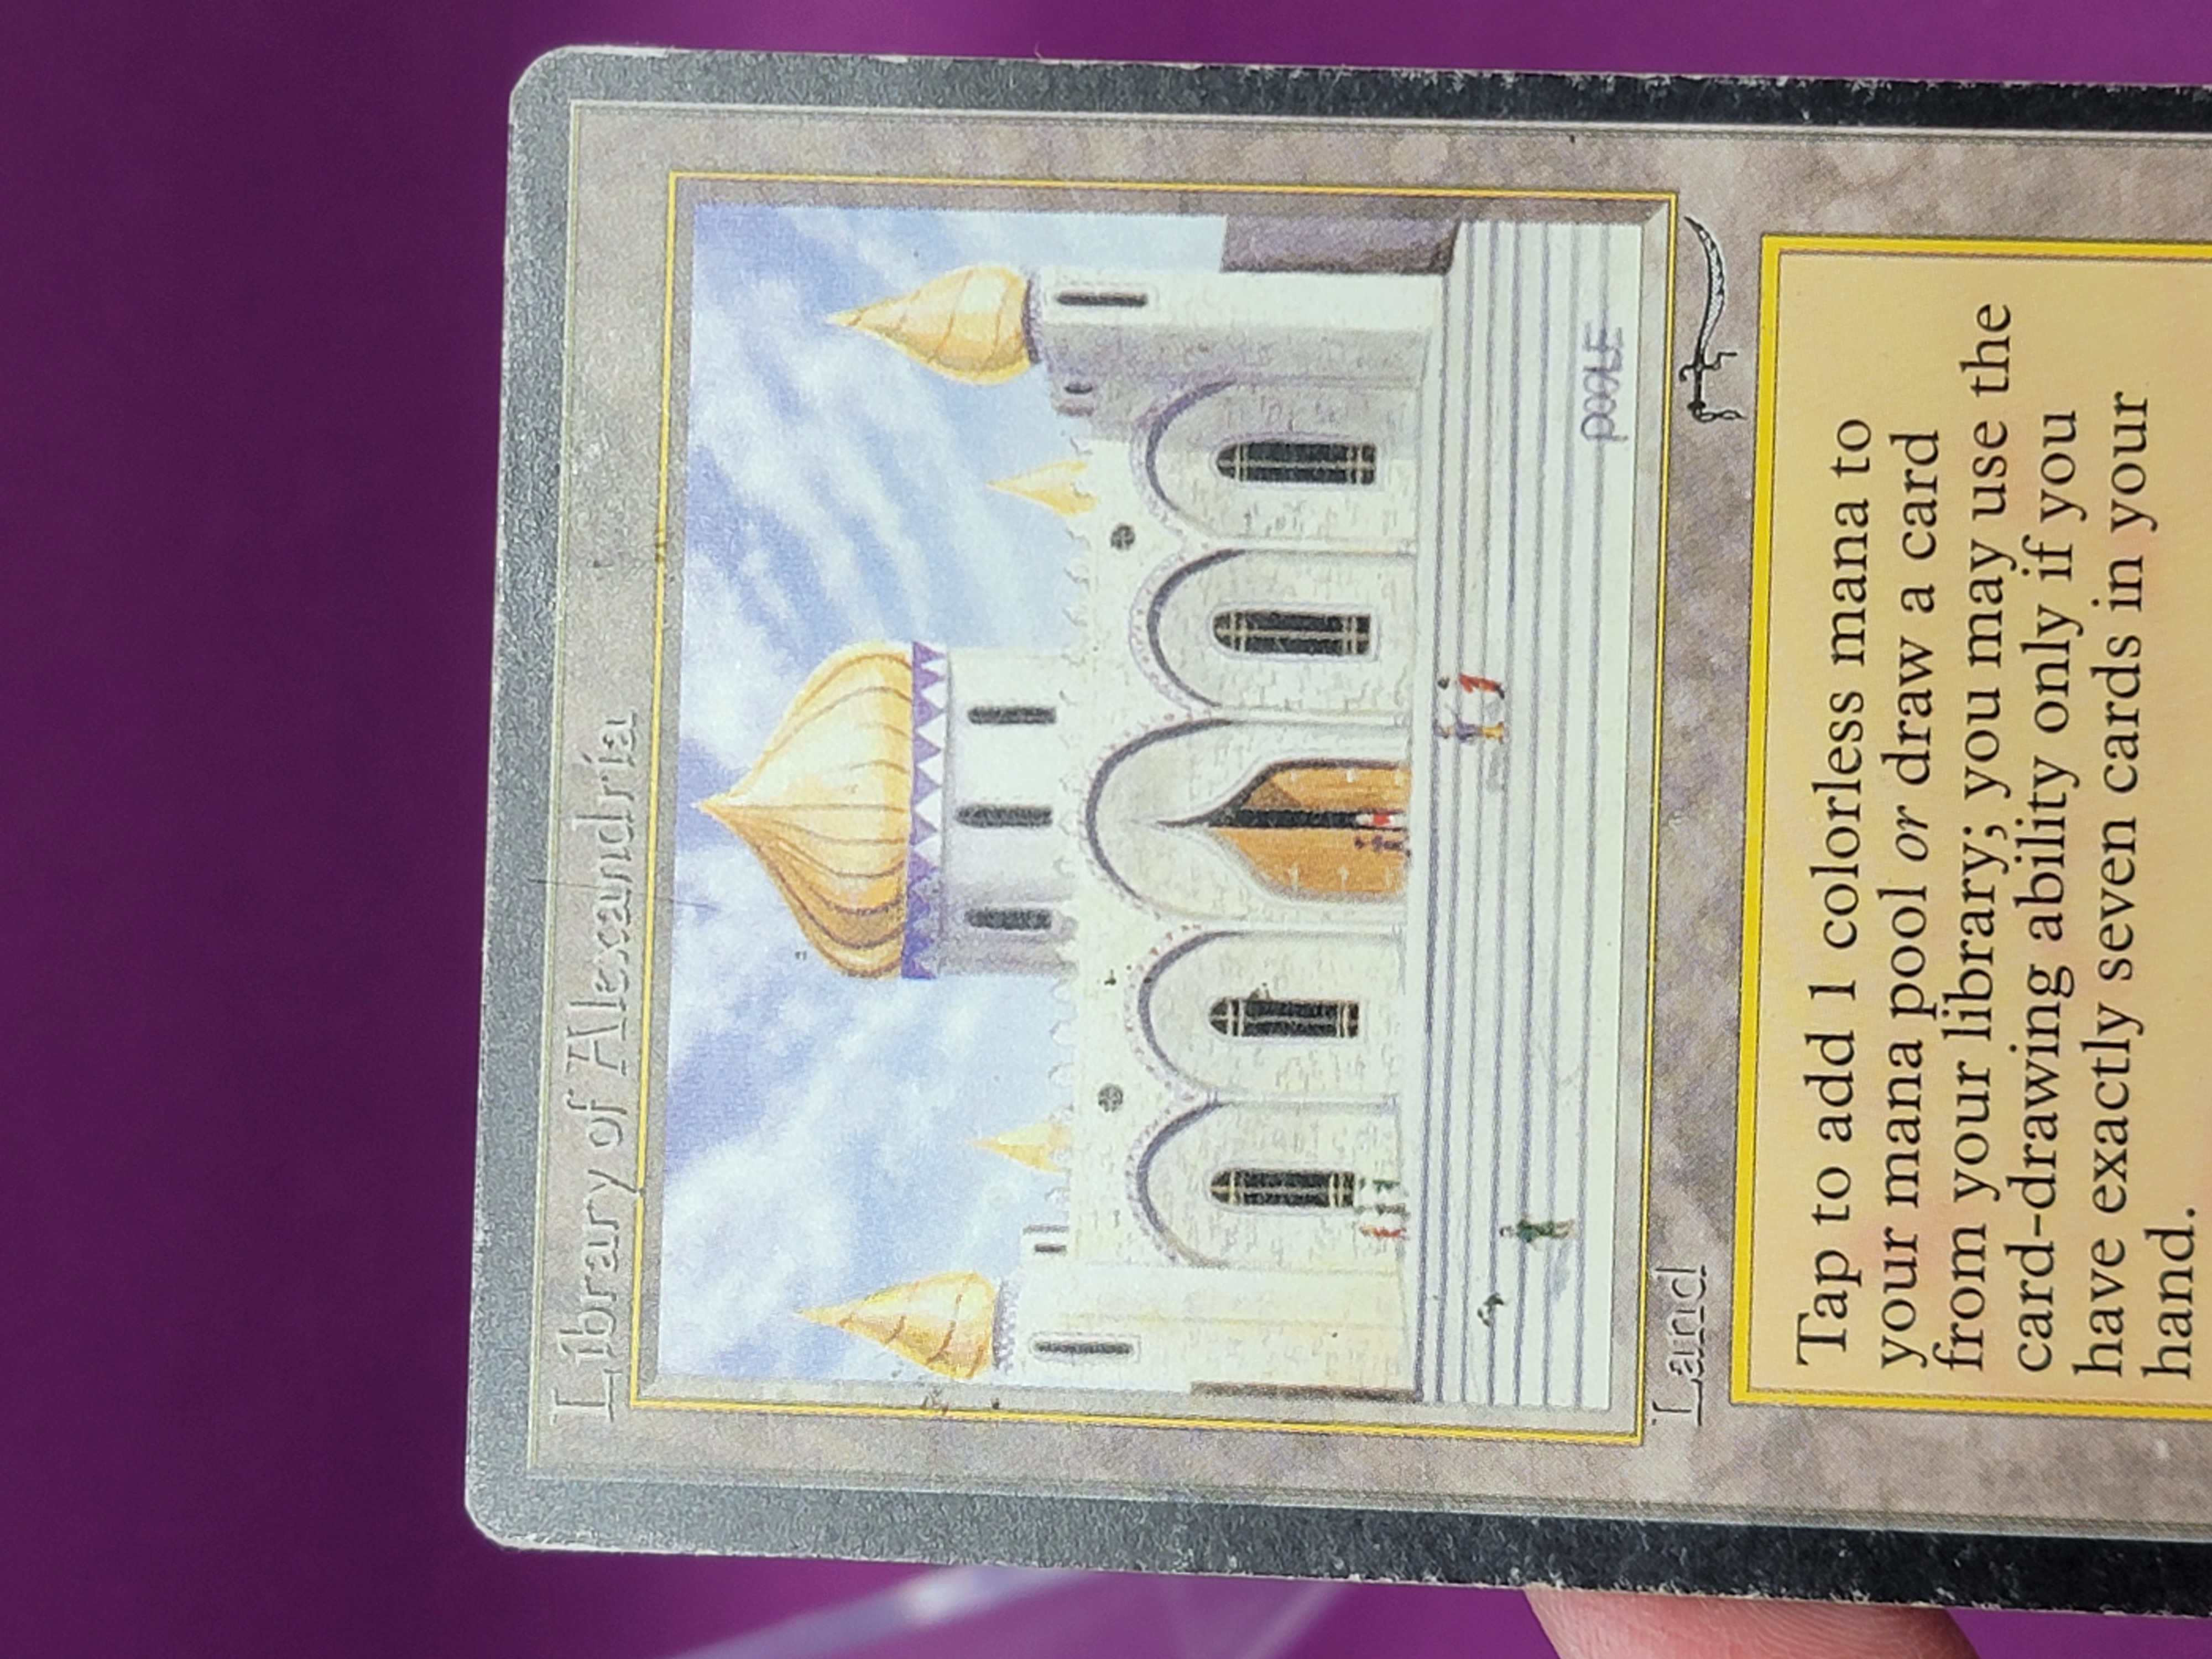 Library of Alexandria
POOLE
Land
Tap to add 1 colorless mana to
your mana pool or draw a card
from your library; you may use the
card-drawing ability only if you
have exactly seven cards in your
hand.